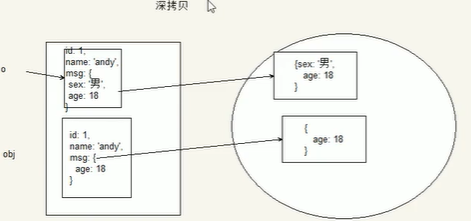 深拷贝
o
id: 1,
name: 'andy',
msg: {
sex: '男',
age: 18
}
{sex: '男',
age: 18
}
obj
id: 1,
name: 'andy',
msg: {
age: 18
}
{
age: 18
}